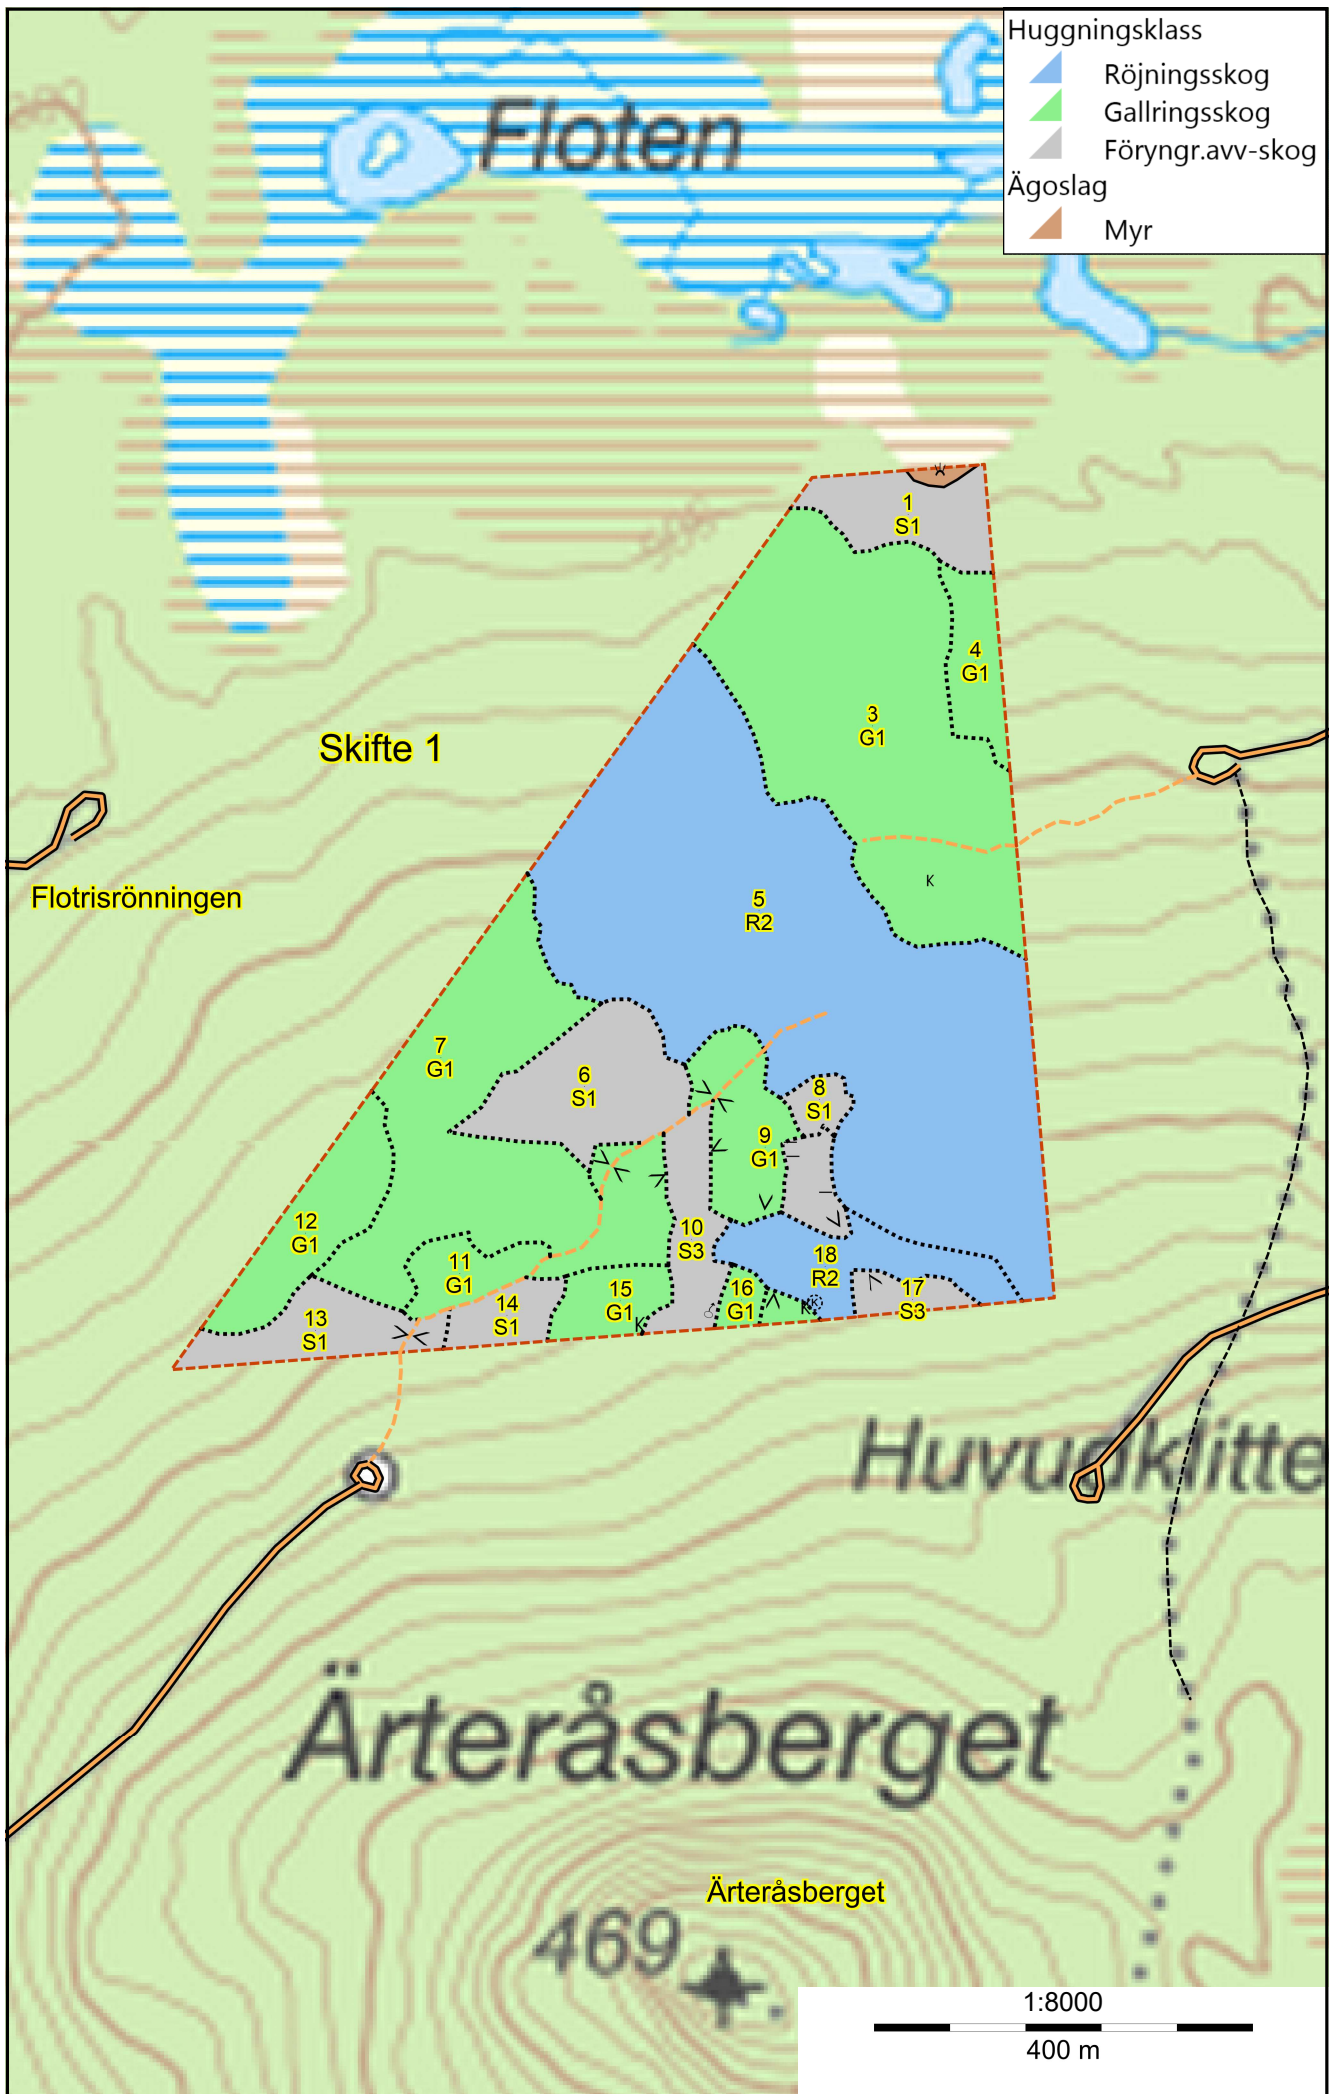 Huggningsklass
Röjningsskog
Gallringsskog
Föryngr.avv-skog
Ägoslag
Myr
Floten
1
S1
4
G1
3
G1
Skifte 1
Flotrisrönningen
5
R2
K
7
G1
6
S1
8
S1
9
G1
12
G1
10
S3
11
G1
18
R2
13
S1
14
S1
15
G1
K
16
G1
K
K
17
S3
Huvudklitte
Ärteråsberget
Ärteråsberget
469
1:8000
400 m